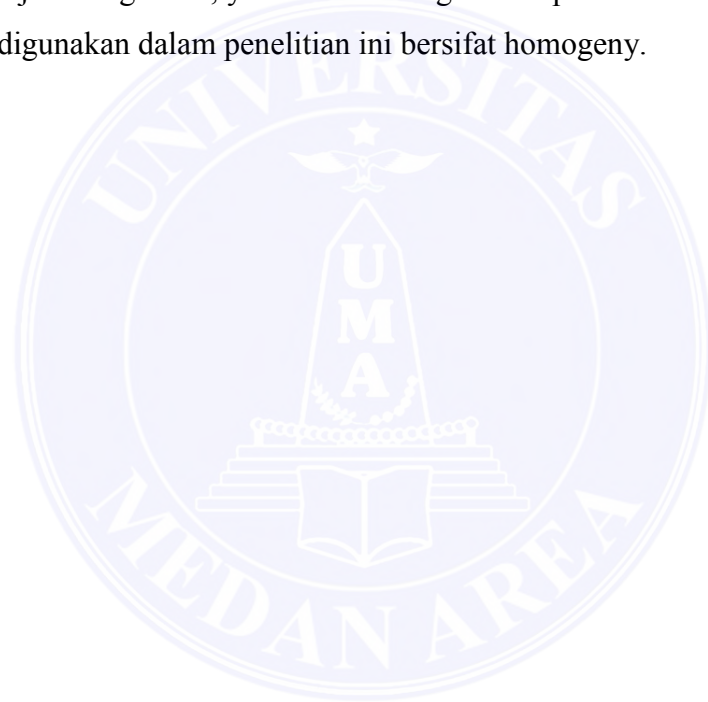 digunakan dalam penelitian ini bersifat homogeny.
UNIVERSITAS
U
M
A
MEDAN AREA